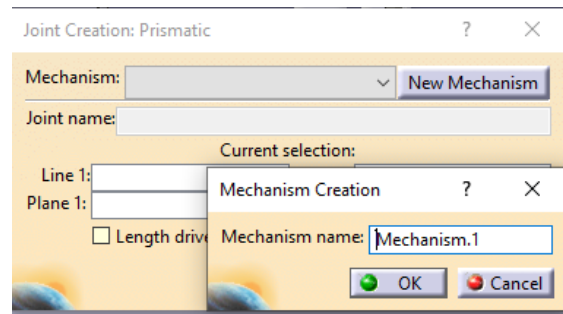 Joint Creation: Prismatic ? ×
Mechanism: New Mechanism
Joint name:
Current selection:
Line 1:
Plane 1:
Length drive
Mechanism Creation ? ×
Mechanism name: Mechanism.1
OK Cancel